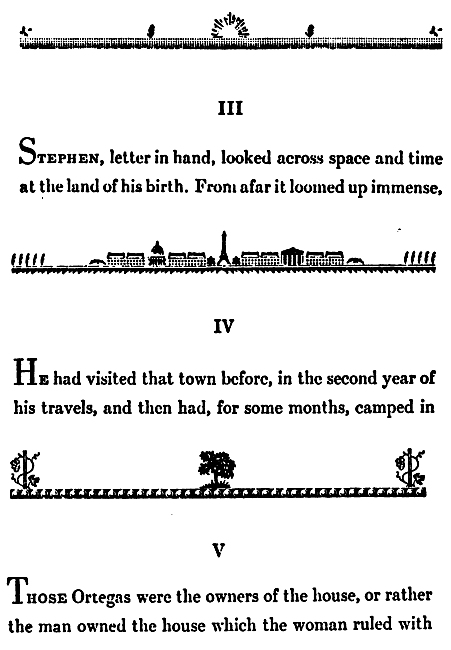 III
STEPHEN, letter in hand, looked across space and time
at the land of his birth. From afar it loomed up immense,
IV
HE had visited that town before, in the second year of
his travels, and then had, for some months, camped in
V
THOSE Ortegas were the owners of the house, or rather
the man owned the house which the woman ruled with